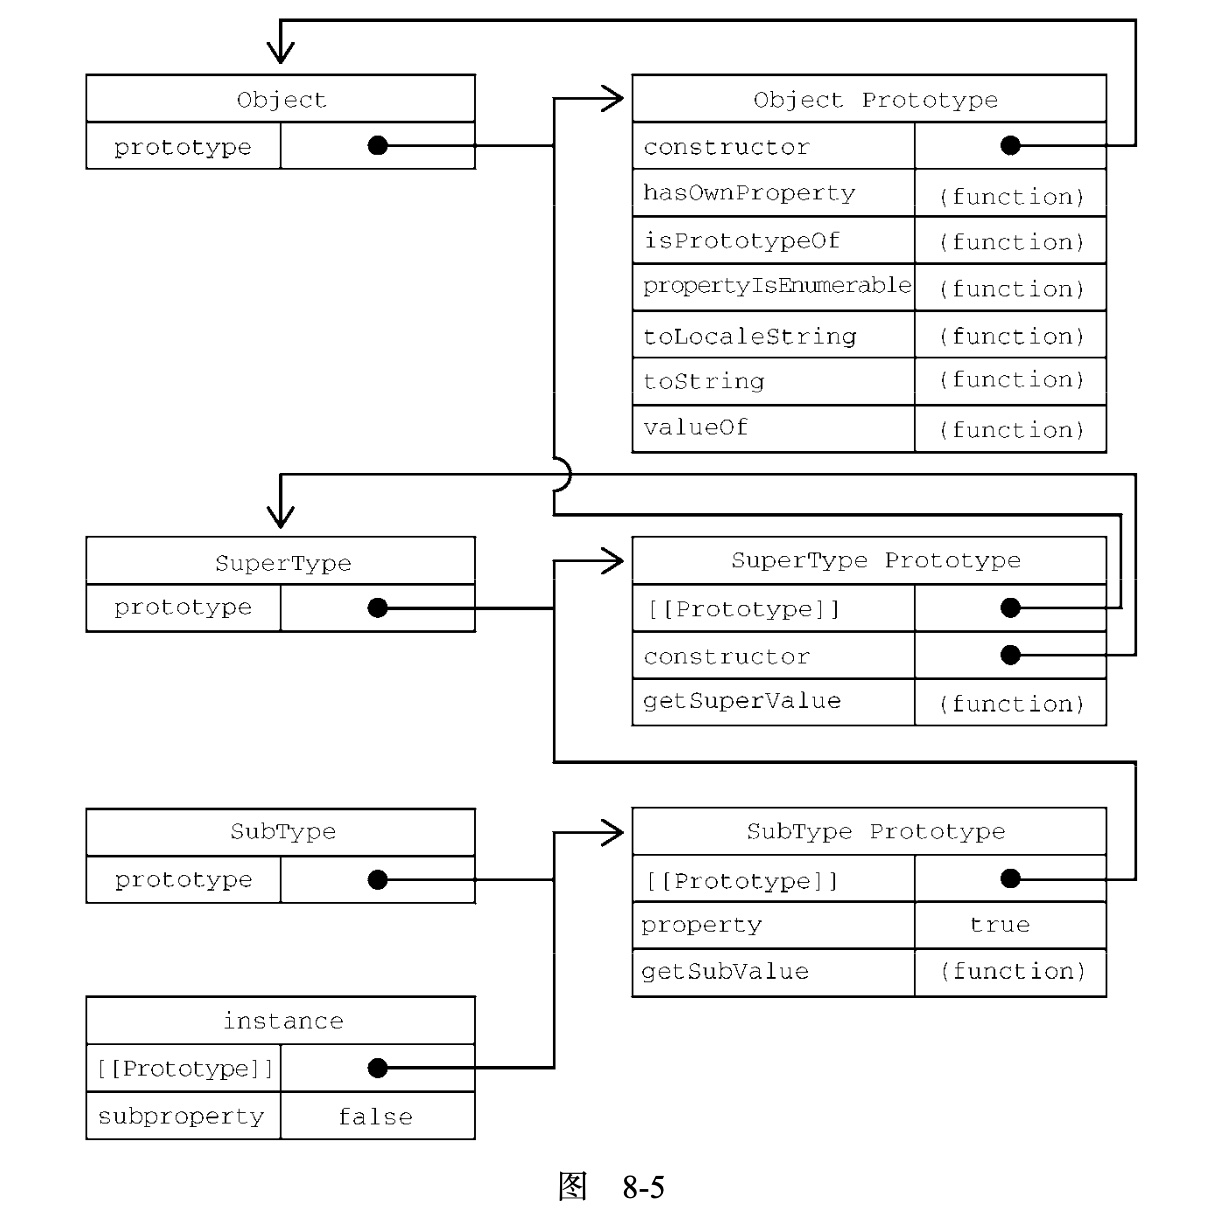 Object
prototype
Object Prototype
constructor
hasOwnProperty (function)
isPrototypeOf (function)
propertyIsEnumerable (function)
toLocaleString (function)
toString (function)
valueOf (function)
SuperType
prototype
SuperType Prototype
[[Prototype]]
constructor
getSuperValue (function)
SubType
prototype
SubType Prototype
[[Prototype]]
property true
getSubValue (function)
instance
[[Prototype]]
subproperty false
图 8-5